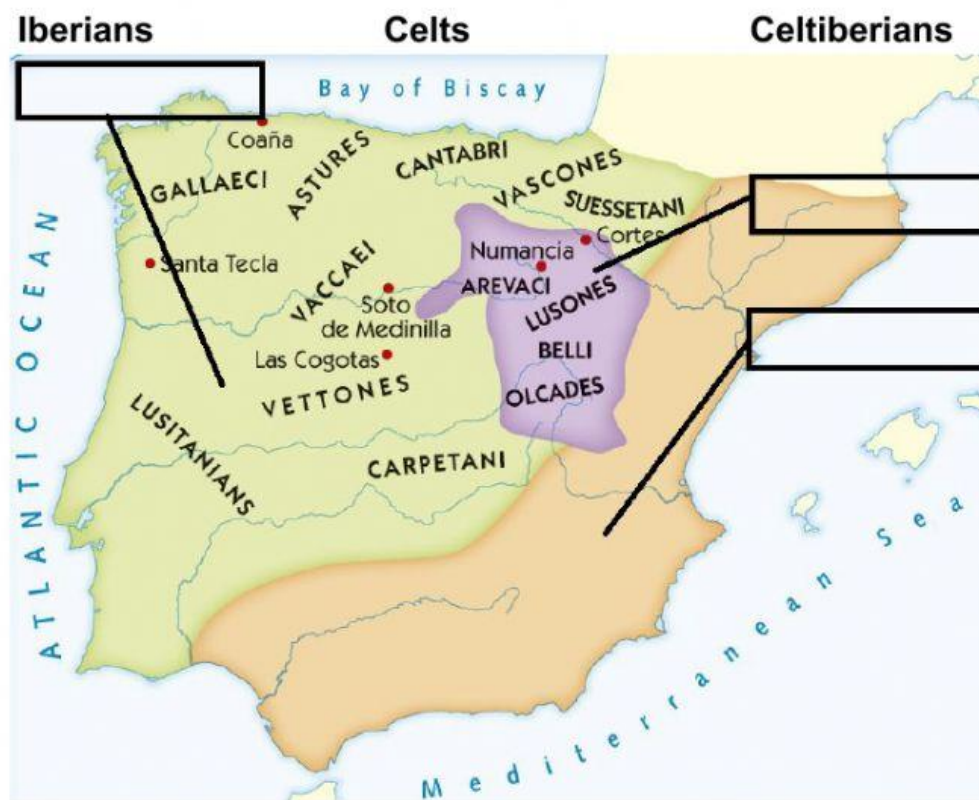 Iberians Celts Celtiberians
Bay of Biscay
Coaña
GALLAECI
ASTURES
CANTABRI
VASCONES
SUESSETANI
Cortes
Numancia
Santa Tecla
VACCAEI
AREVACI
LUSONES
Soto
de Medinilla
BELLI
Las Cogotas
VETTONES
OLCADES
LUSITANIANS
CARPETANI
ATLANTIC OCEAN
Mediterranean Sea